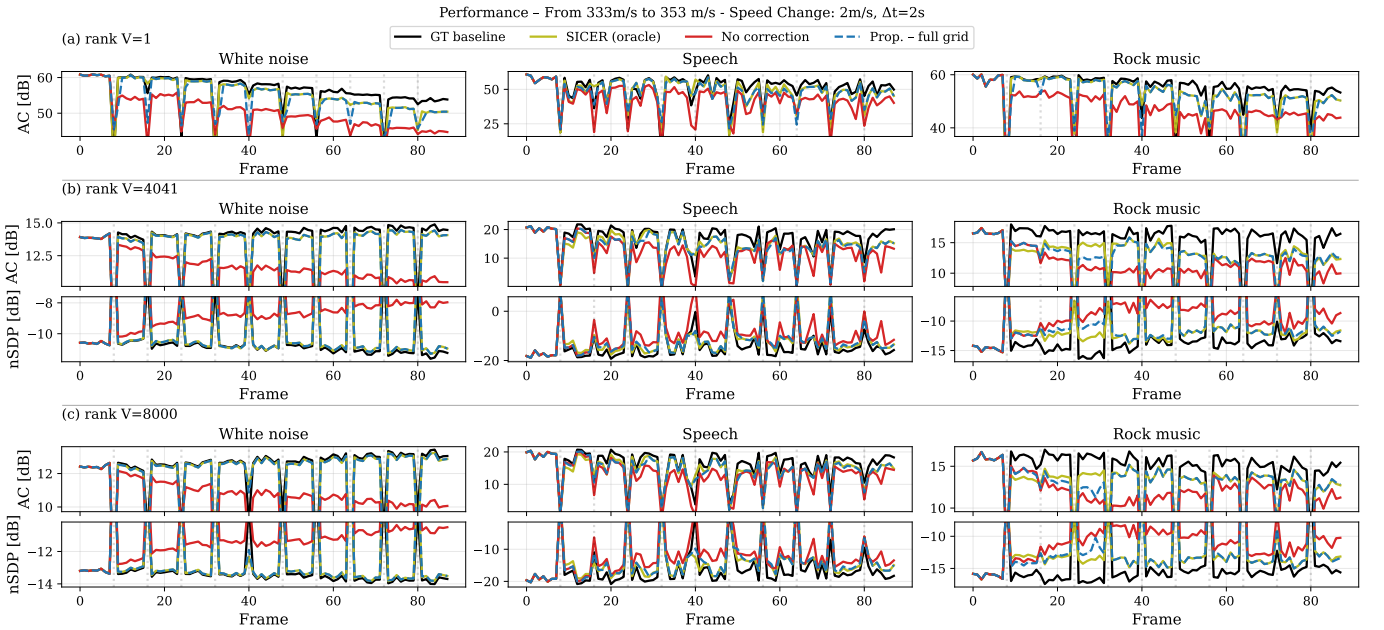 Performance – From 333m/s to 353 m/s - Speed Change: 2m/s, Δt=2s
GT baseline SICER (oracle) No correction Prop. – full grid
(a) rank V=1
White noise Speech Rock music
AC [dB]
60
50
50
25
60
40
0 20 40 60 80 0 20 40 60 80 0 20 40 60 80
Frame Frame Frame
(b) rank V=4041
White noise Speech Rock music
AC [dB]
15.0
12.5
20
10
15
10
nSDP [dB]
−8
−10
0
−20
−10
−15
0 20 40 60 80 0 20 40 60 80 0 20 40 60 80
Frame Frame Frame
(c) rank V=8000
White noise Speech Rock music
AC [dB]
12
10
20
10
15
10
nSDP [dB]
−12
−14
−10
−20
−10
−15
0 20 40 60 80 0 20 40 60 80 0 20 40 60 80
Frame Frame Frame